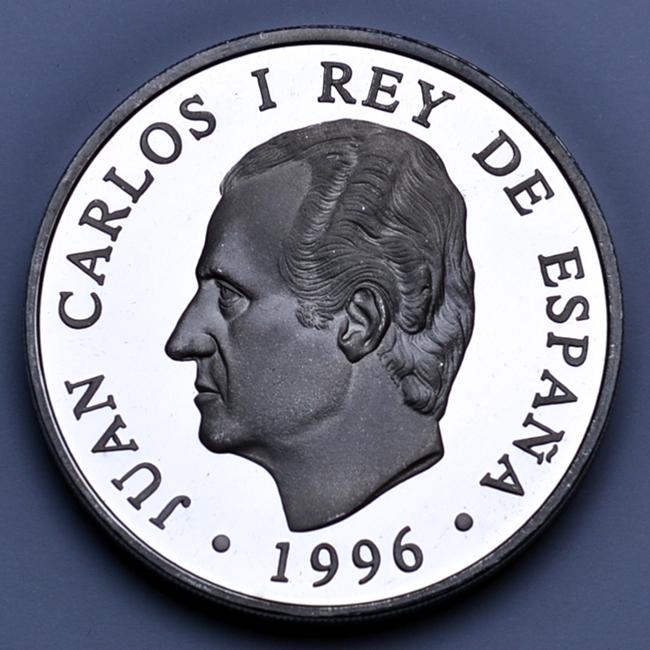 JUAN CARLOS I REY DE ESPAÑA
• 1996 •